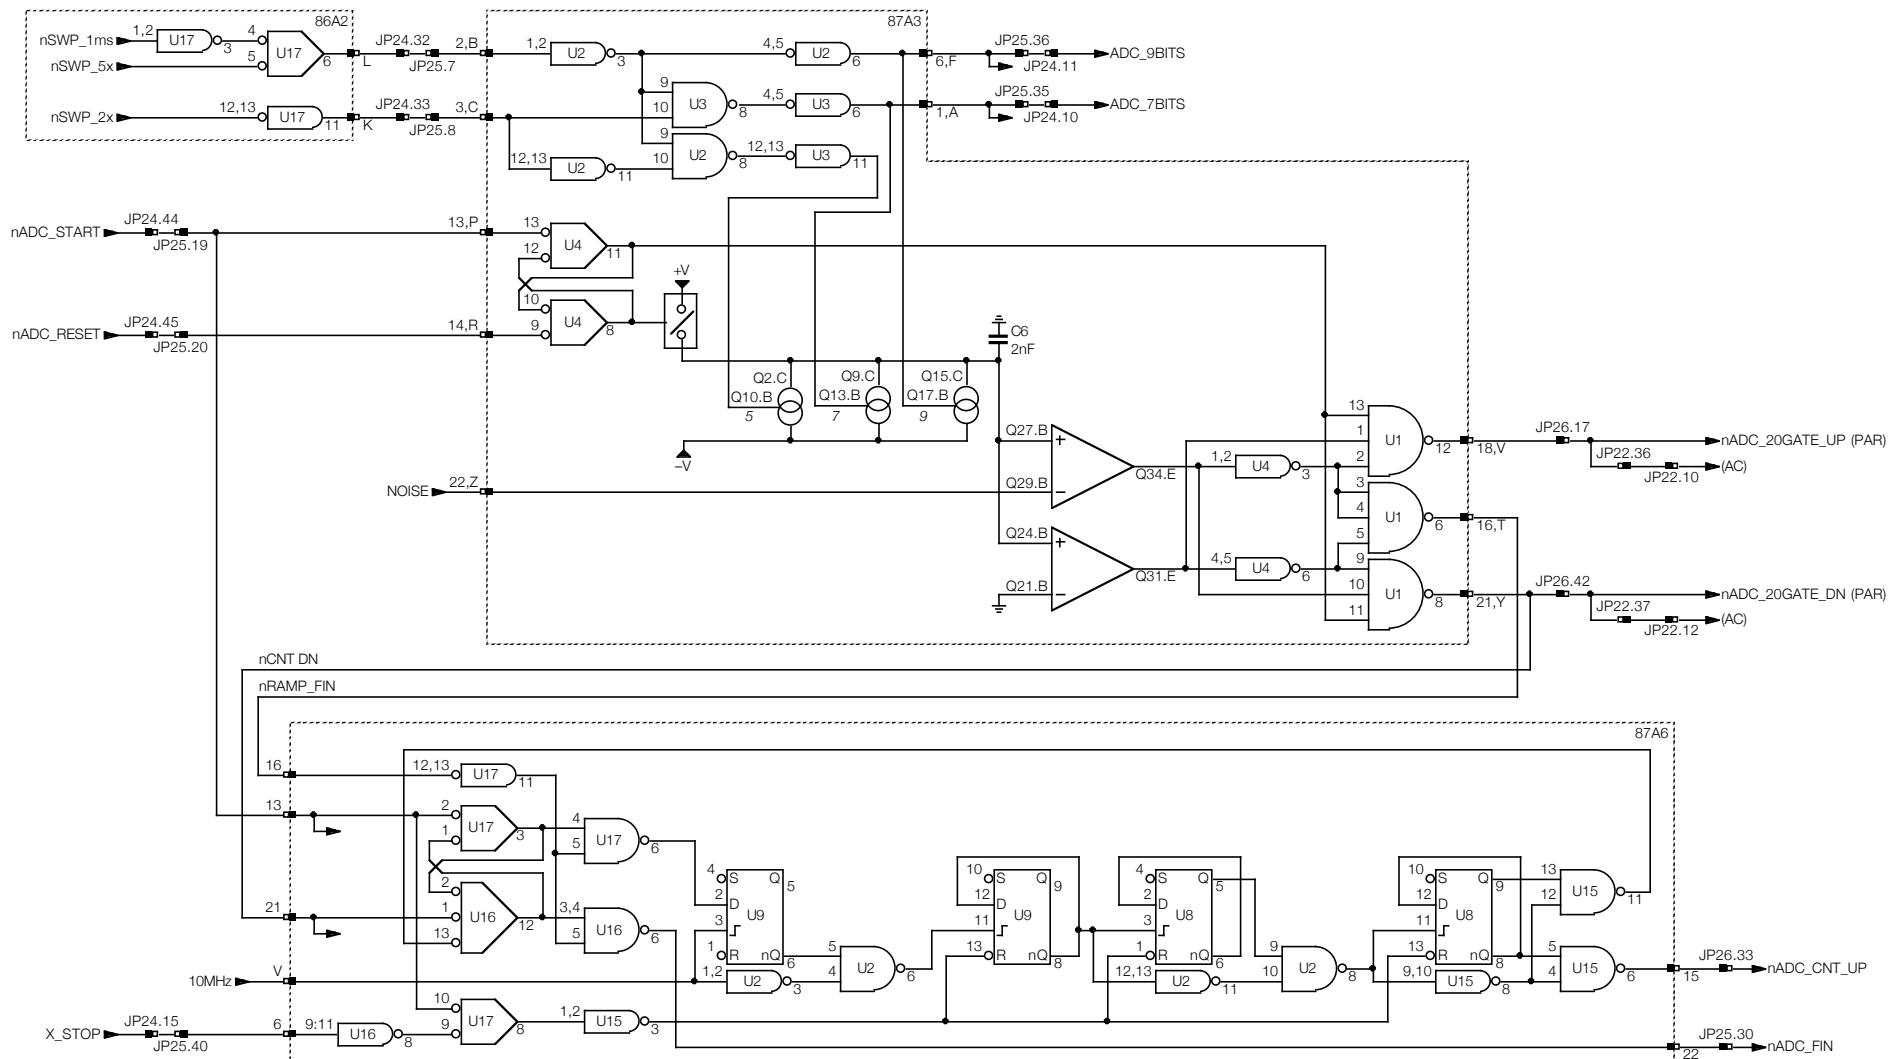 86A2
87A3
nSWP_1ms 1,2 U17 3 4 U17 6
nSWP_5x 5
L JP24.32 JP25.7 2,B
1,2 U2 3 4,5 U2 6
6,F JP25.36 JP24.11 ADC_9BITS
nSWP_2x 12,13 U17 11
K JP24.33 JP25.8 3,C
9 10 U3 8 4,5 U3 6
1,A JP25.35 JP24.10 ADC_7BITS
12,13 U2 11
9 10 U2 8 12,13 U3 11
nADC_START JP24.44 JP25.19 13,P
13 12 U4 11
nADC_RESET JP24.45 JP25.20 14,R
10 9 U4 8
+V
C6
2nF
Q2.C Q9.C Q15.C
Q10.B Q13.B Q17.B
5 7 9
–V
NOISE 22,Z
Q27.B + Q29.B – Q34.E
Q24.B + Q21.B – Q31.E
1,2 U4 3
4,5 U4 6
13 1 2 U1 12
3 4 5 U1 6
9 10 11 U1 8
18,V JP26.17 nADC_20GATE_UP (PAR)
JP22.36 JP22.10 (AC)
16,T
21,Y JP26.42 nADC_20GATE_DN (PAR)
JP22.37 JP22.12 (AC)
nCNT DN
nRAMP_FIN
87A6
16 12,13 U17 11
13 2 1 U17 3
4 5 U17 6
21 2 1 13 U16 12
3,4 5 U16 6
4 S Q 5
2 D
3 U9
1 R nQ 6
10MHz V
1,2 U2 3
5 4 U2 6
10 S Q 9
12 D
11 U9
13 R nQ 8
4 S Q 5
2 D
3 U8
1 R nQ 6
12,13 U2 11
9 10 U2 8
10 S Q 9
12 D
11 U8
13 R nQ 8
9,10 U15 8
13 12 U15 11
5 4 U15 6
15 JP26.33 nADC_CNT_UP
X_STOP JP24.15 JP25.40 6
9:11 U16 8
10 9 U17 8
1,2 U15 3
22 JP25.30 nADC_FIN